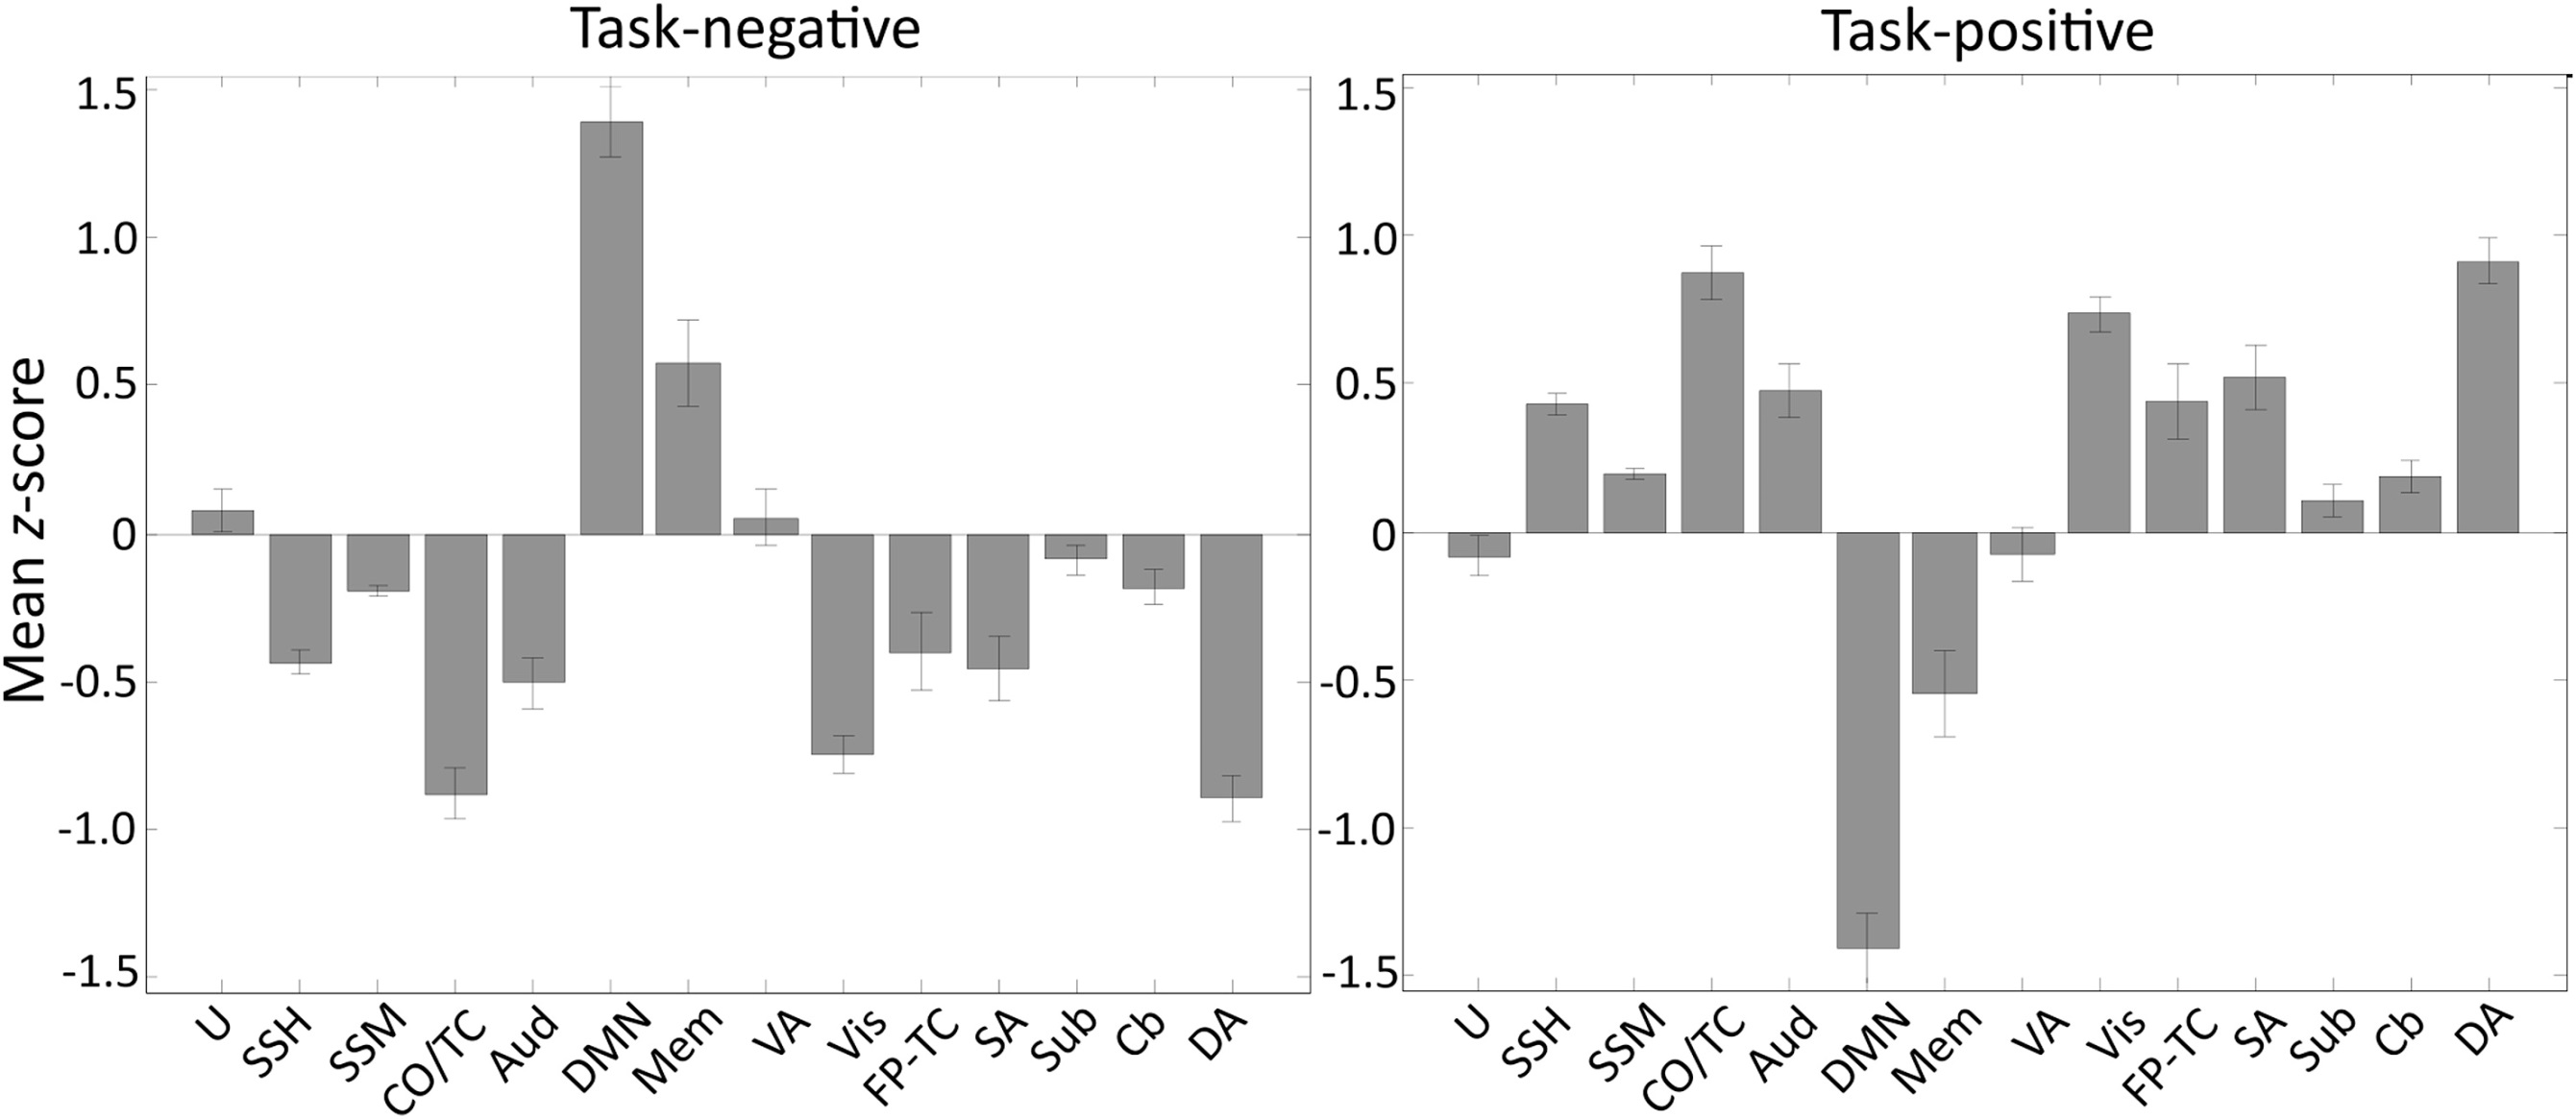 Task-negative
Mean z-score
1.5
1.0
0.5
0
-0.5
-1.0
-1.5
U
SSH
SSM
CO/TC
Aud
DMN
Mem
VA
Vis
FP-TC
SA
Sub
Cb
DA
Task-positive
1.5
1.0
0.5
0
-0.5
-1.0
-1.5
U
SSH
SSM
CO/TC
Aud
DMN
Mem
VA
Vis
FP-TC
SA
Sub
Cb
DA